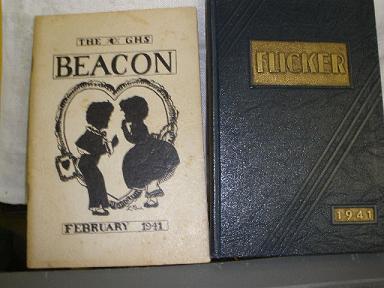 THE GHS
BEACON
FEBRUARY 1941
FLICKER
1941